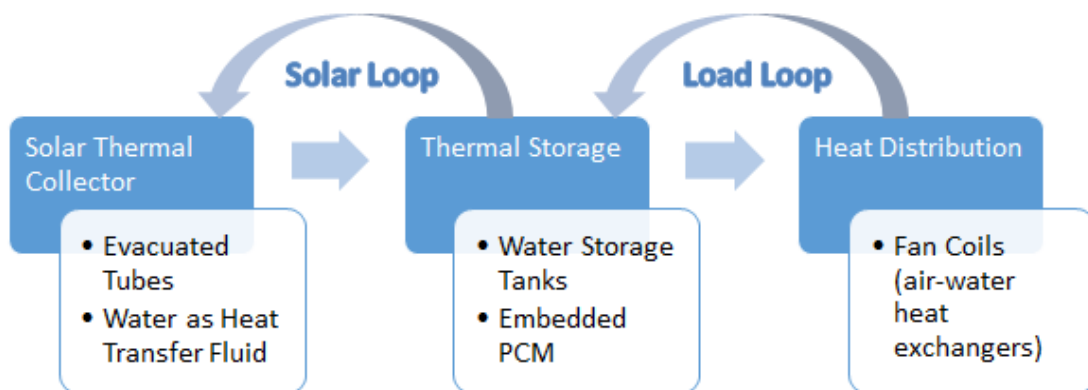 Solar Loop
Load Loop
Solar Thermal
Collector
Thermal Storage
Heat Distribution
• Evacuated
Tubes
• Water as Heat
Transfer Fluid
• Water Storage
Tanks
• Embedded
PCM
• Fan Coils
(air-water
heat
exchangers)